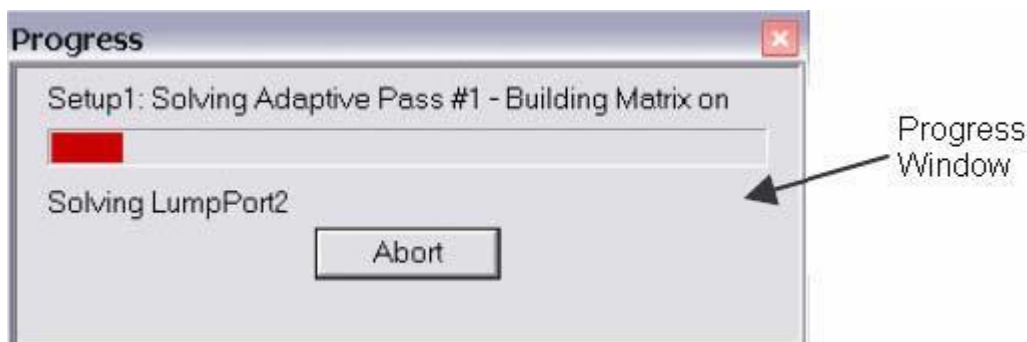 Progress
Setup1: Solving Adaptive Pass #1 - Building Matrix on
Solving LumpPort2
Abort
Progress
Window